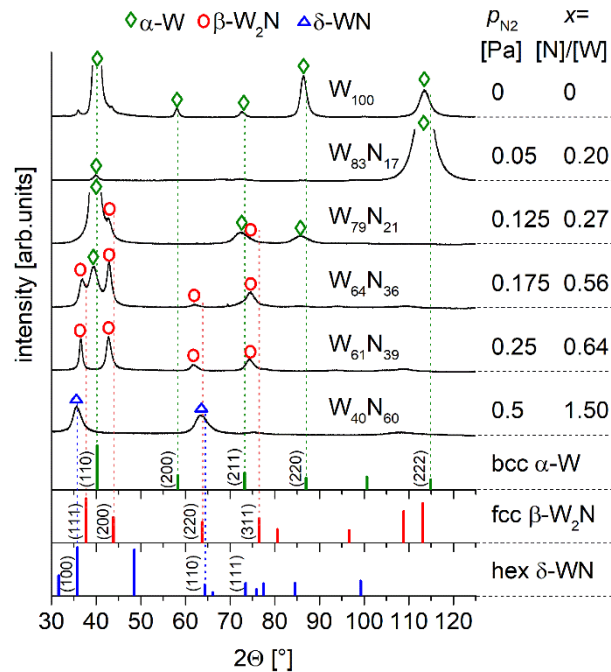 α-W β-W₂N δ-WN p_N2 x=
[Pa] [N]/[W]
W₁₀₀ 0 0
W₈₃N₁₇ 0.05 0.20
W₇₉N₂₁ 0.125 0.27
W₆₄N₃₆ 0.175 0.56
W₆₁N₃₉ 0.25 0.64
W₄₀N₆₀ 0.5 1.50
intensity [arb.units]
(110) (200) (211) (220) (222) bcc α-W
(111) (200) (220) (311) fcc β-W₂N
(100) (110) (111) hex δ-WN
30 40 50 60 70 80 90 100 110 120
2Θ [°]